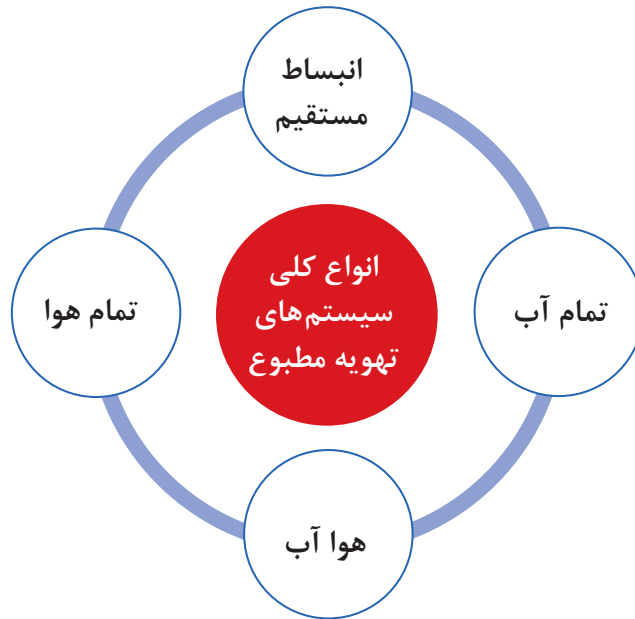 انبساط
مستقیم
انواع کلی
سیستم‌های
تهویه مطبوع
تمام آب
تمام هوا
هوا آب